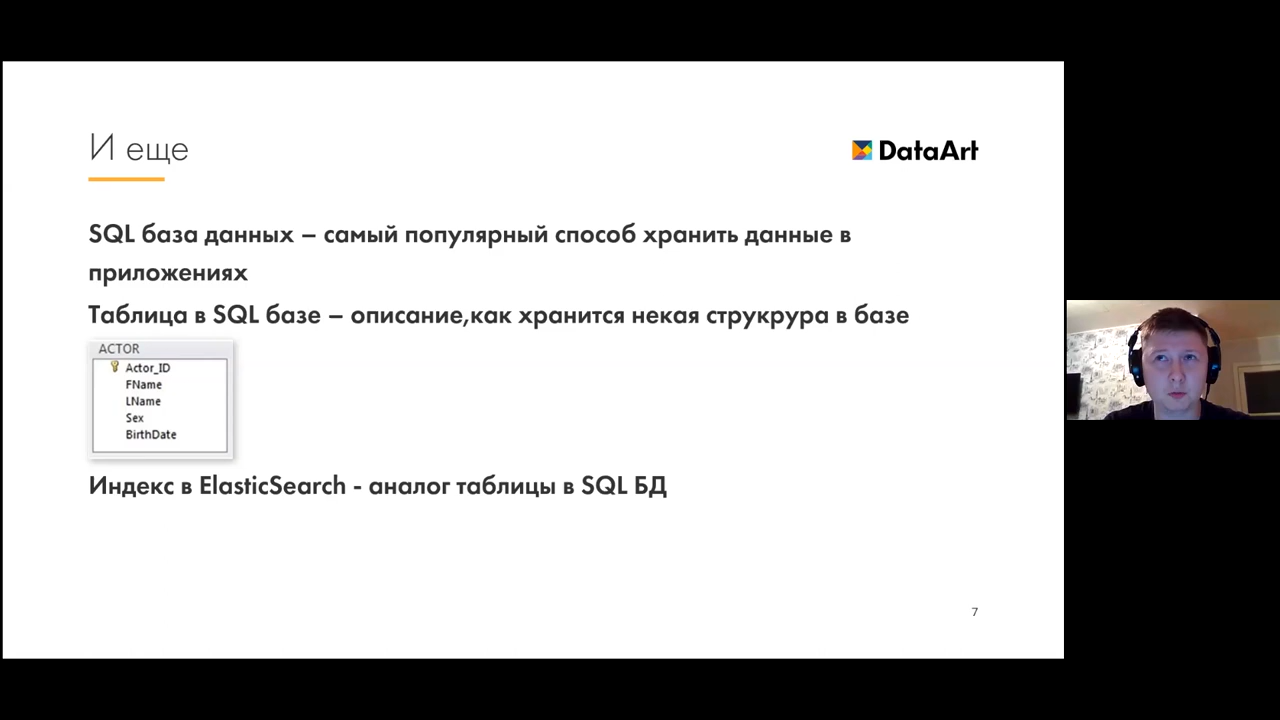 И еще
DataArt
SQL база данных – самый популярный способ хранить данные в
приложениях
Таблица в SQL базе – описание,как хранится некая струкрура в базе
ACTOR
Actor_ID
FName
LName
Sex
BirthDate
Индекс в ElasticSearch - аналог таблицы в SQL БД
7